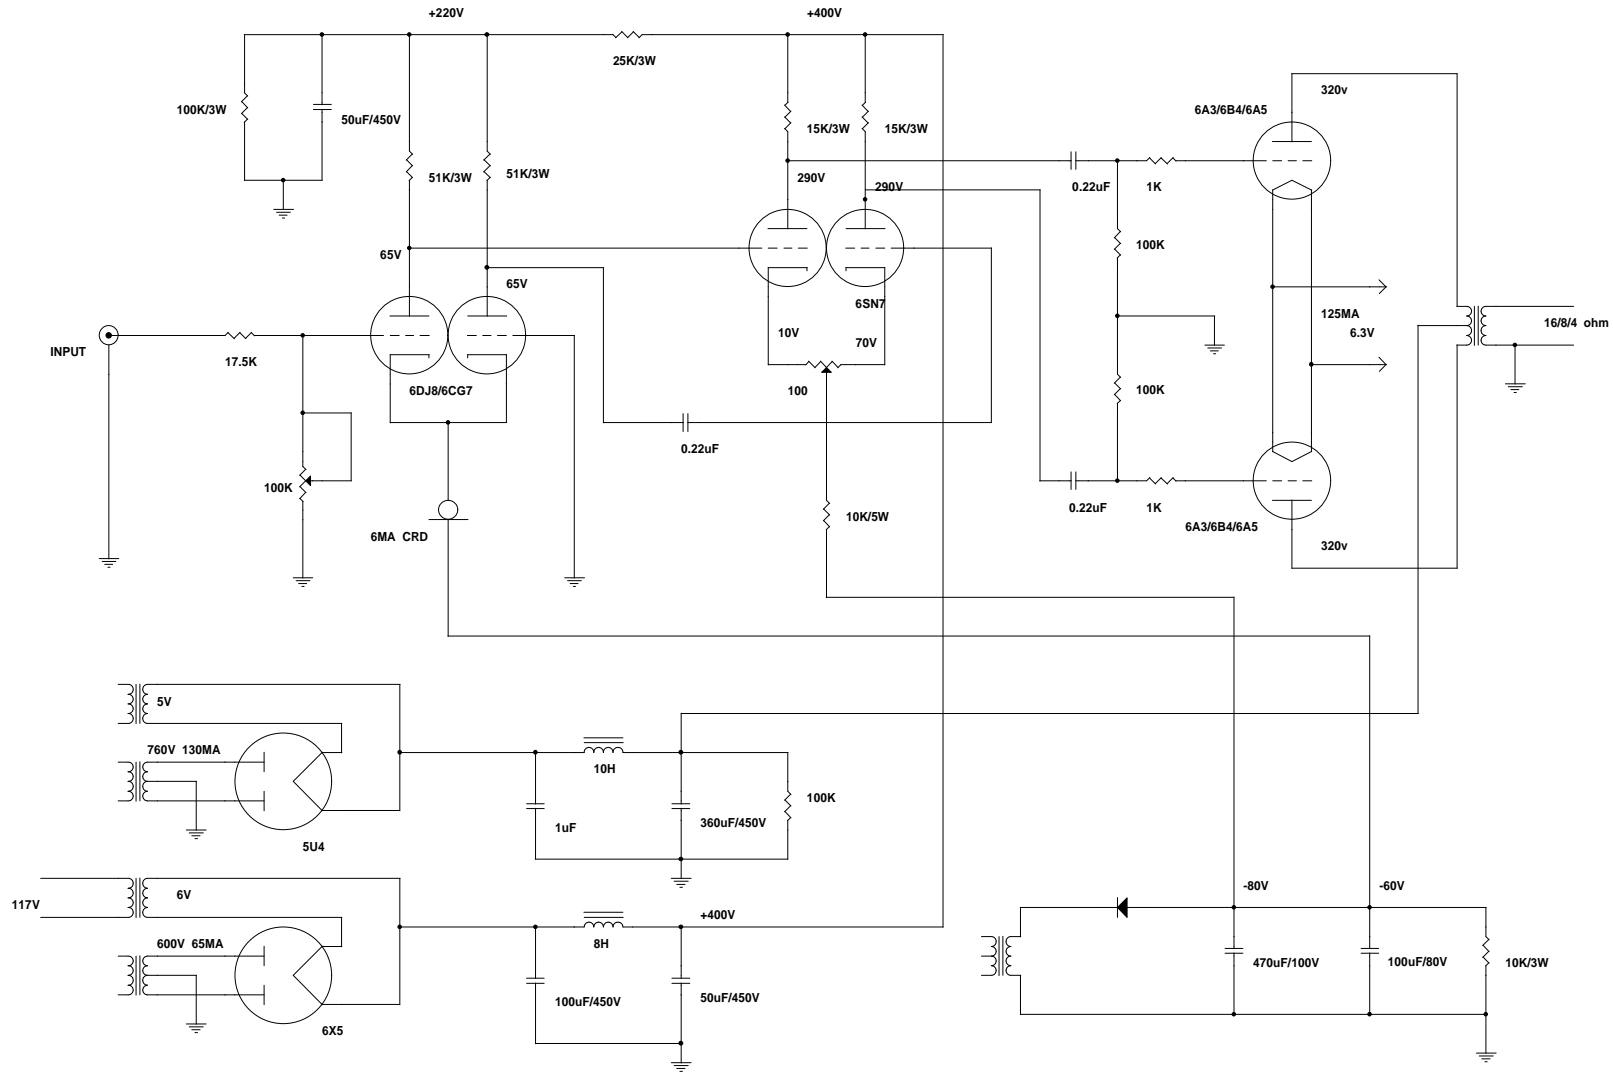 +220V
+400V
25K/3W
100K/3W
50uF/450V
51K/3W
51K/3W
15K/3W
15K/3W
320v
6A3/6B4/6A5
290V
290V
0.22uF
1K
100K
65V
65V
6SN7
10V
70V
125MA
6.3V
16/8/4 ohm
INPUT
17.5K
6DJ8/6CG7
100
100K
0.22uF
100K
6MA CRD
10K/5W
0.22uF
1K
6A3/6B4/6A5
320v
5V
760V 130MA
10H
1uF
360uF/450V
100K
5U4
117V
6V
600V 65MA
8H
+400V
100uF/450V
50uF/450V
6X5
-80V
-60V
470uF/100V
100uF/80V
10K/3W